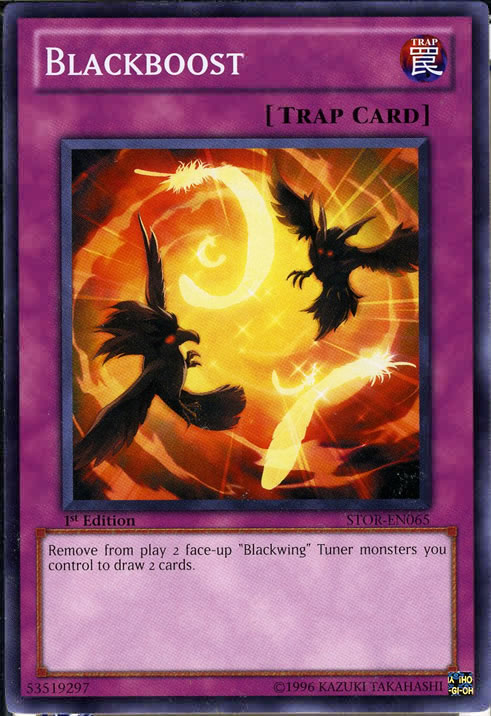 BLACKBOOST
TRAP
罠
[TRAP CARD]
1st Edition
STOR-EN065
Remove from play 2 face-up "Blackwing" Tuner monsters you
control to draw 2 cards.
53519297
©1996 KAZUKI TAKAHASHI